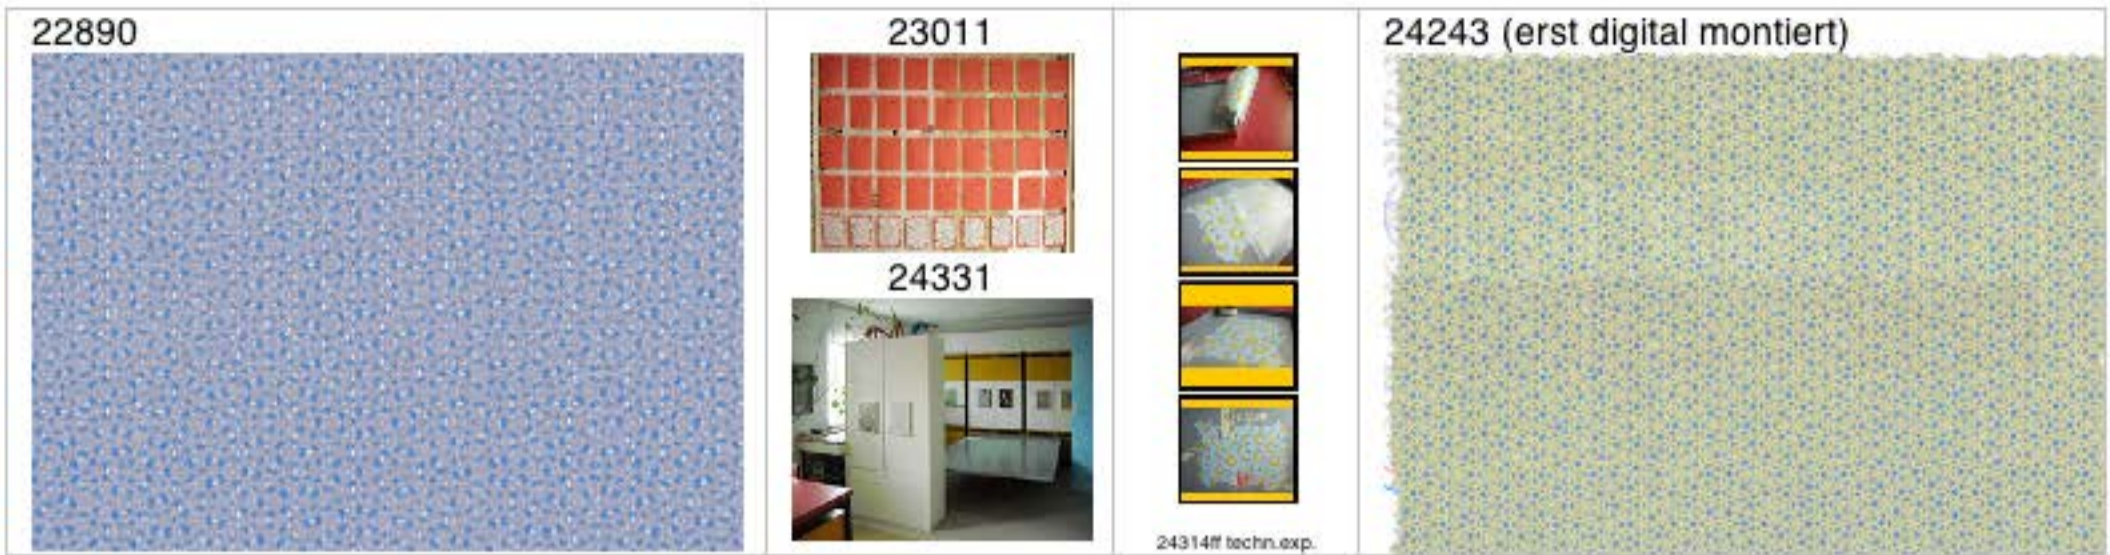 22890
23011
24331
24314ff techn.exp.
24243 (erst digital montiert)